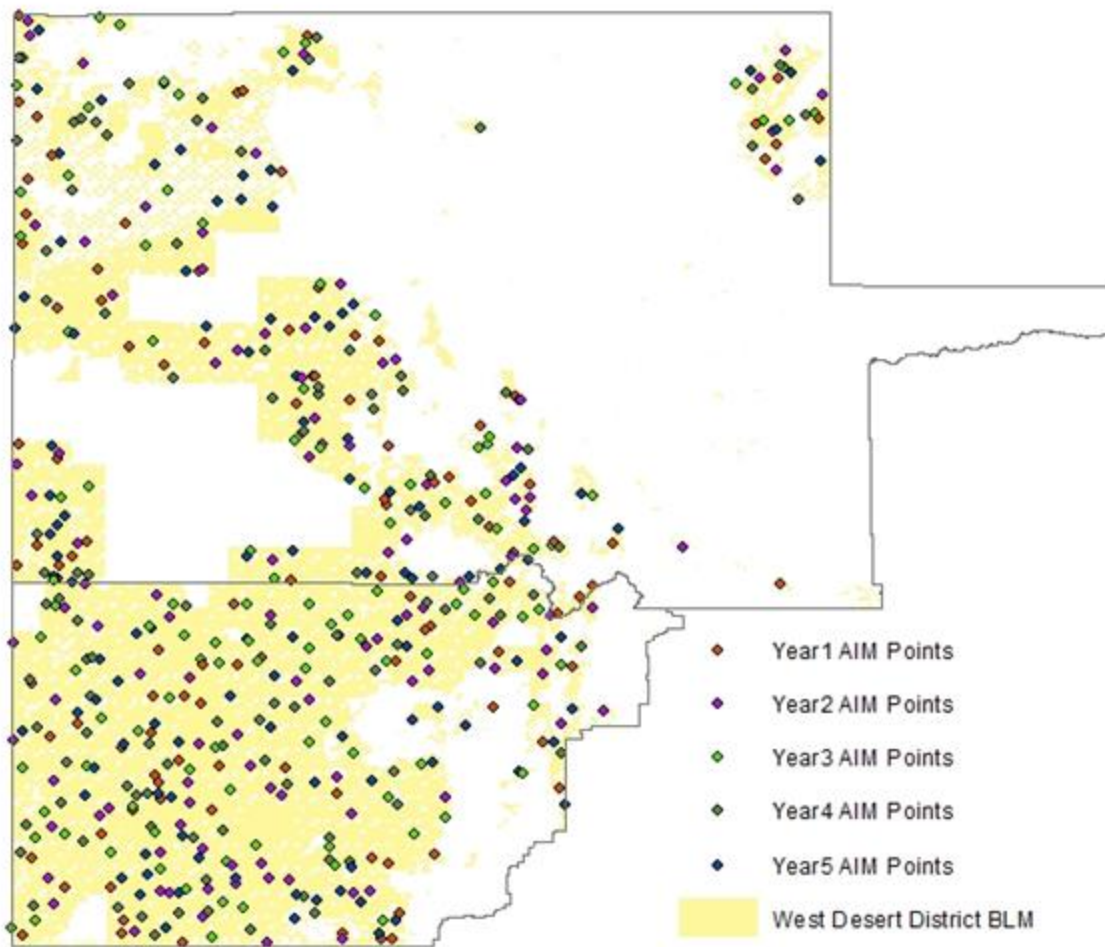 Year1 AIM Points
Year2 AIM Points
Year3 AIM Points
Year4 AIM Points
Year5 AIM Points
West Desert District BLM